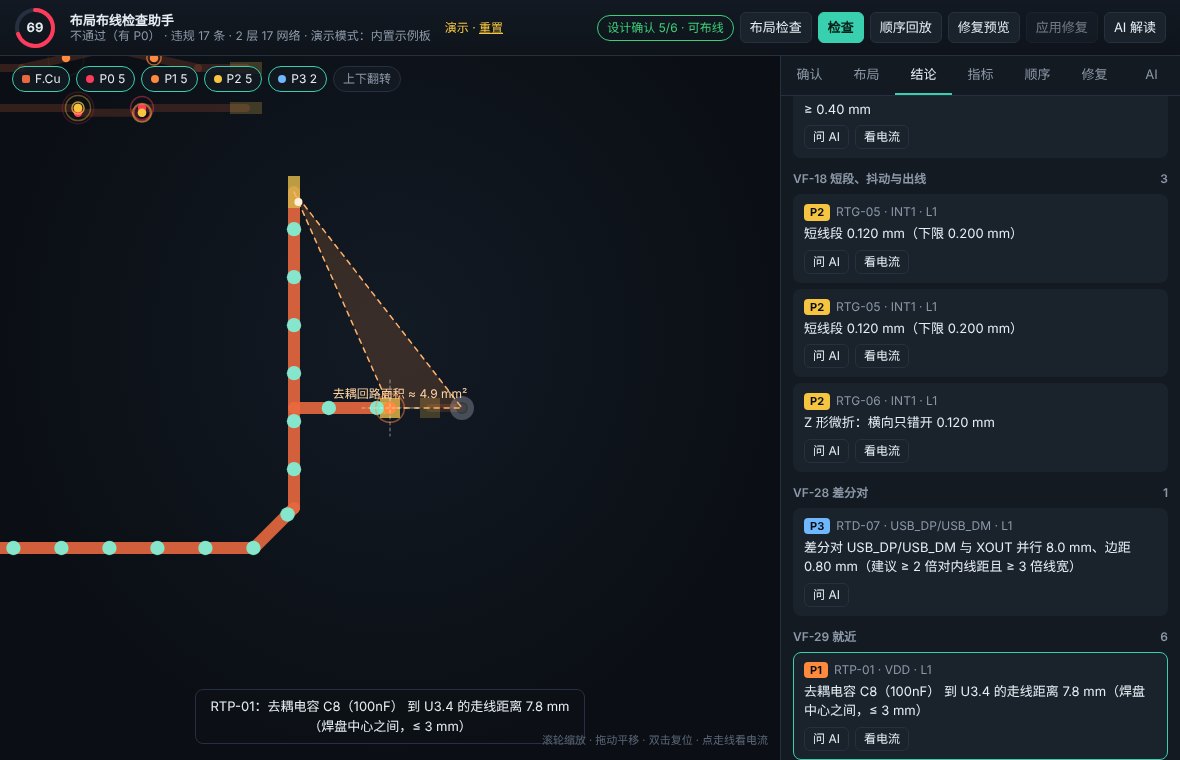 69
布局布线检查助手
不通过（有
· 违规 17 条 · 2 层 17 网络 · 演示模式：内置示例板
演示 · 重置
设计确认 5/6 · 可布线
布局检查
检查
顺序回放
修复预览
应用修复
AI 解读
F.Cu
P0 5
P1 5
P2 5
P3 2
上下翻转
确认
布局
结论
指标
顺序
修复
AI
≥ 0.40 mm
问 AI
看电流
VF-18 短段、抖动与出线
3
P2 RTG-05 · INT1 · L1
短线段 0.120 mm（下限 0.200 mm）
问 AI
看电流
P2 RTG-05 · INT1 · L1
短线段 0.120 mm（下限 0.200 mm）
问 AI
看电流
P2 RTG-06 · INT1 · L1
Z 形微折：横向只错开 0.120 mm
问 AI
看电流
VF-28 差分对
1
P3 RTD-07 · USB_DP/USB_DM · L1
差分对 USB_DP/USB_DM 与 XOUT 并行 8.0 mm、边距
0.80 mm（建议 ≥ 2 倍对内线距且 ≥ 3 倍线宽）
问 AI
VF-29 就近
6
P1 RTP-01 · VDD · L1
去耦电容 C8（100nF） 到 U3.4 的走线距离 7.8 mm（焊盘
中心之间，≤ 3 mm）
问 AI
看电流
去耦回路面积 ≈ 4.9 mm²
RTP-01：去耦电容 C8（100nF） 到 U3.4 的走线距离 7.8 mm
（焊盘中心之间，≤ 3 mm）
滚轮缩放 · 拖动平移 · 双击复位 · 点走线看电流